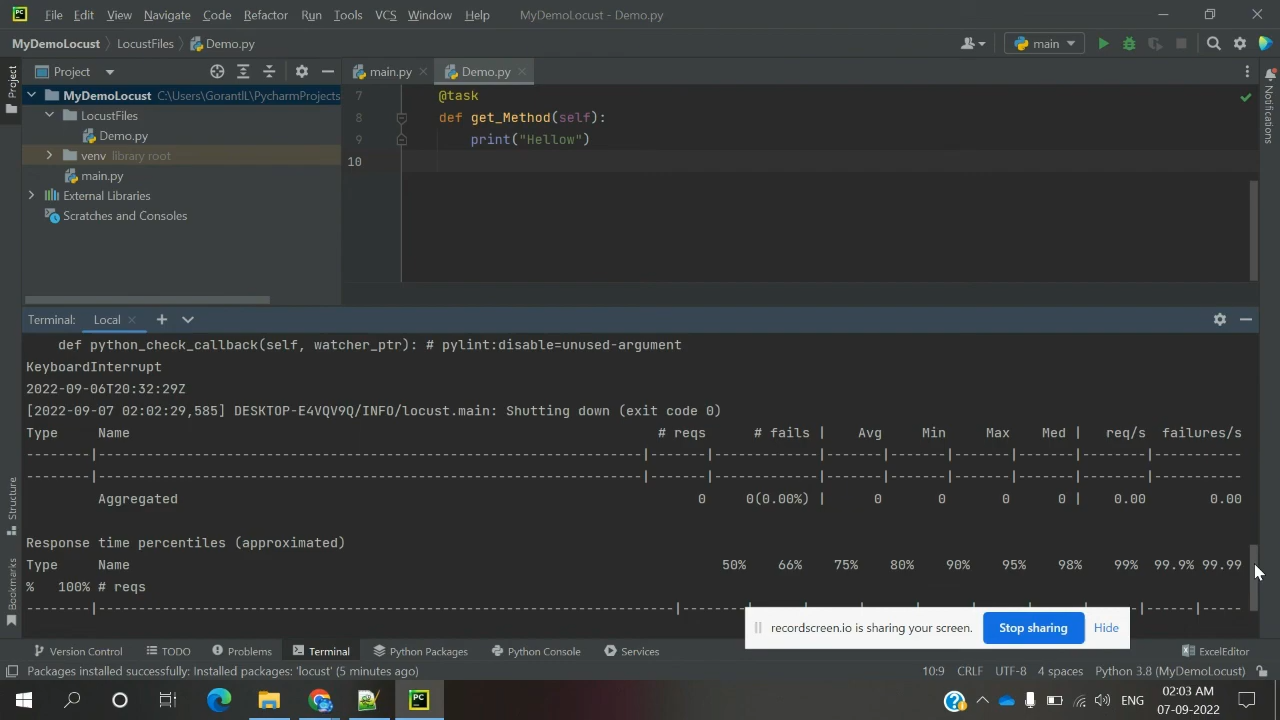 PC File Edit View Navigate Code Refactor Run Tools VCS Window Help MyDemoLocust - Demo.py
MyDemoLocust LocustFiles Demo.py main
Project
Project main.py Demo.py
MyDemoLocust C:\Users\GorantlL\PycharmProjects
LocustFiles
Demo.py
venv library root
main.py
External Libraries
Scratches and Consoles
7 @task
8 def get_Method(self):
9 print("Hellow")
10
Notifications
Terminal: Local
def python_check_callback(self, watcher_ptr): # pylint:disable=unused-argument
KeyboardInterrupt
2022-09-06T20:32:29Z
[2022-09-07 02:02:29,585] DESKTOP-E4VQV9Q/INFO/locust.main: Shutting down (exit code 0)
Type Name # reqs # fails | Avg Min Max Med | req/s failures/s
--------|----------------------------------------------------------------------|-------|-------------|-------|-------|-------|-------|--------|-----------
--------|----------------------------------------------------------------------|-------|-------------|-------|-------|-------|-------|--------|-----------
Aggregated 0 0(0.00%) | 0 0 0 0 | 0.00 0.00
Response time percentiles (approximated)
Type Name 50% 66% 75% 80% 90% 95% 98% 99% 99.9% 99.99
% 100% # reqs
Structure
Bookmarks
recordscreen.io is sharing your screen. Stop sharing Hide
Version Control TODO Problems Terminal Python Packages Python Console Services ExcelEditor
Packages installed successfully: Installed packages: 'locust' (5 minutes ago) 10:9 CRLF UTF-8 4 spaces Python 3.8 (MyDemoLocust)
ENG 02:03 AM
07-09-2022